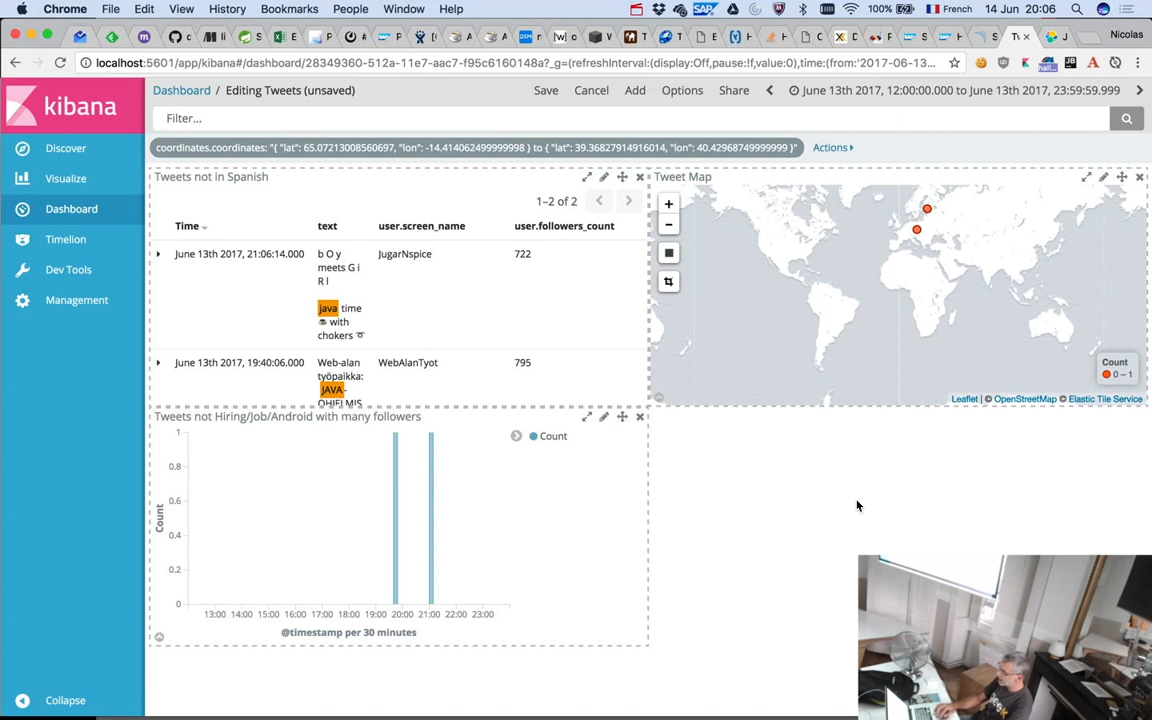 Chrome File Edit View History Bookmarks People Window Help 100% French 14 Jun 20:06
Nicolas
localhost:5601/app/kibana#/dashboard/28349360-512a-11e7-aac7-f95c6160148a?_g=(refreshInterval:(display:Off,pause:!f,value:0),time:(from:'2017-06-13...
kibana
Dashboard / Editing Tweets (unsaved) Save Cancel Add Options Share June 13th 2017, 12:00:00.000 to June 13th 2017, 23:59:59.999
Filter...
coordinates.coordinates: "{ "lat": 65.07213008560697, "lon": -14.414062499999998 } to { "lat": 39.36827914916014, "lon": 40.42968749999999 }" Actions
Discover
Visualize
Dashboard
Timelion
Dev Tools
Management
Collapse
Tweets not in Spanish
1–2 of 2
Time text user.screen_name user.followers_count
June 13th 2017, 21:06:14.000 b O y JugarNspice 722
meets G i
R l
java time
with
chokers
June 13th 2017, 19:40:06.000 Web-alan WebAlanTyot 795
työpaikka:
JAVA-
OHJELMIS
Tweet Map
+
−
Count
0 – 1
Leaflet | © OpenStreetMap © Elastic Tile Service
Tweets not Hiring/Job/Android with many followers
Count
1
0.8
0.6
0.4
0.2
0
Count
13:00 14:00 15:00 16:00 17:00 18:00 19:00 20:00 21:00 22:00 23:00
@timestamp per 30 minutes